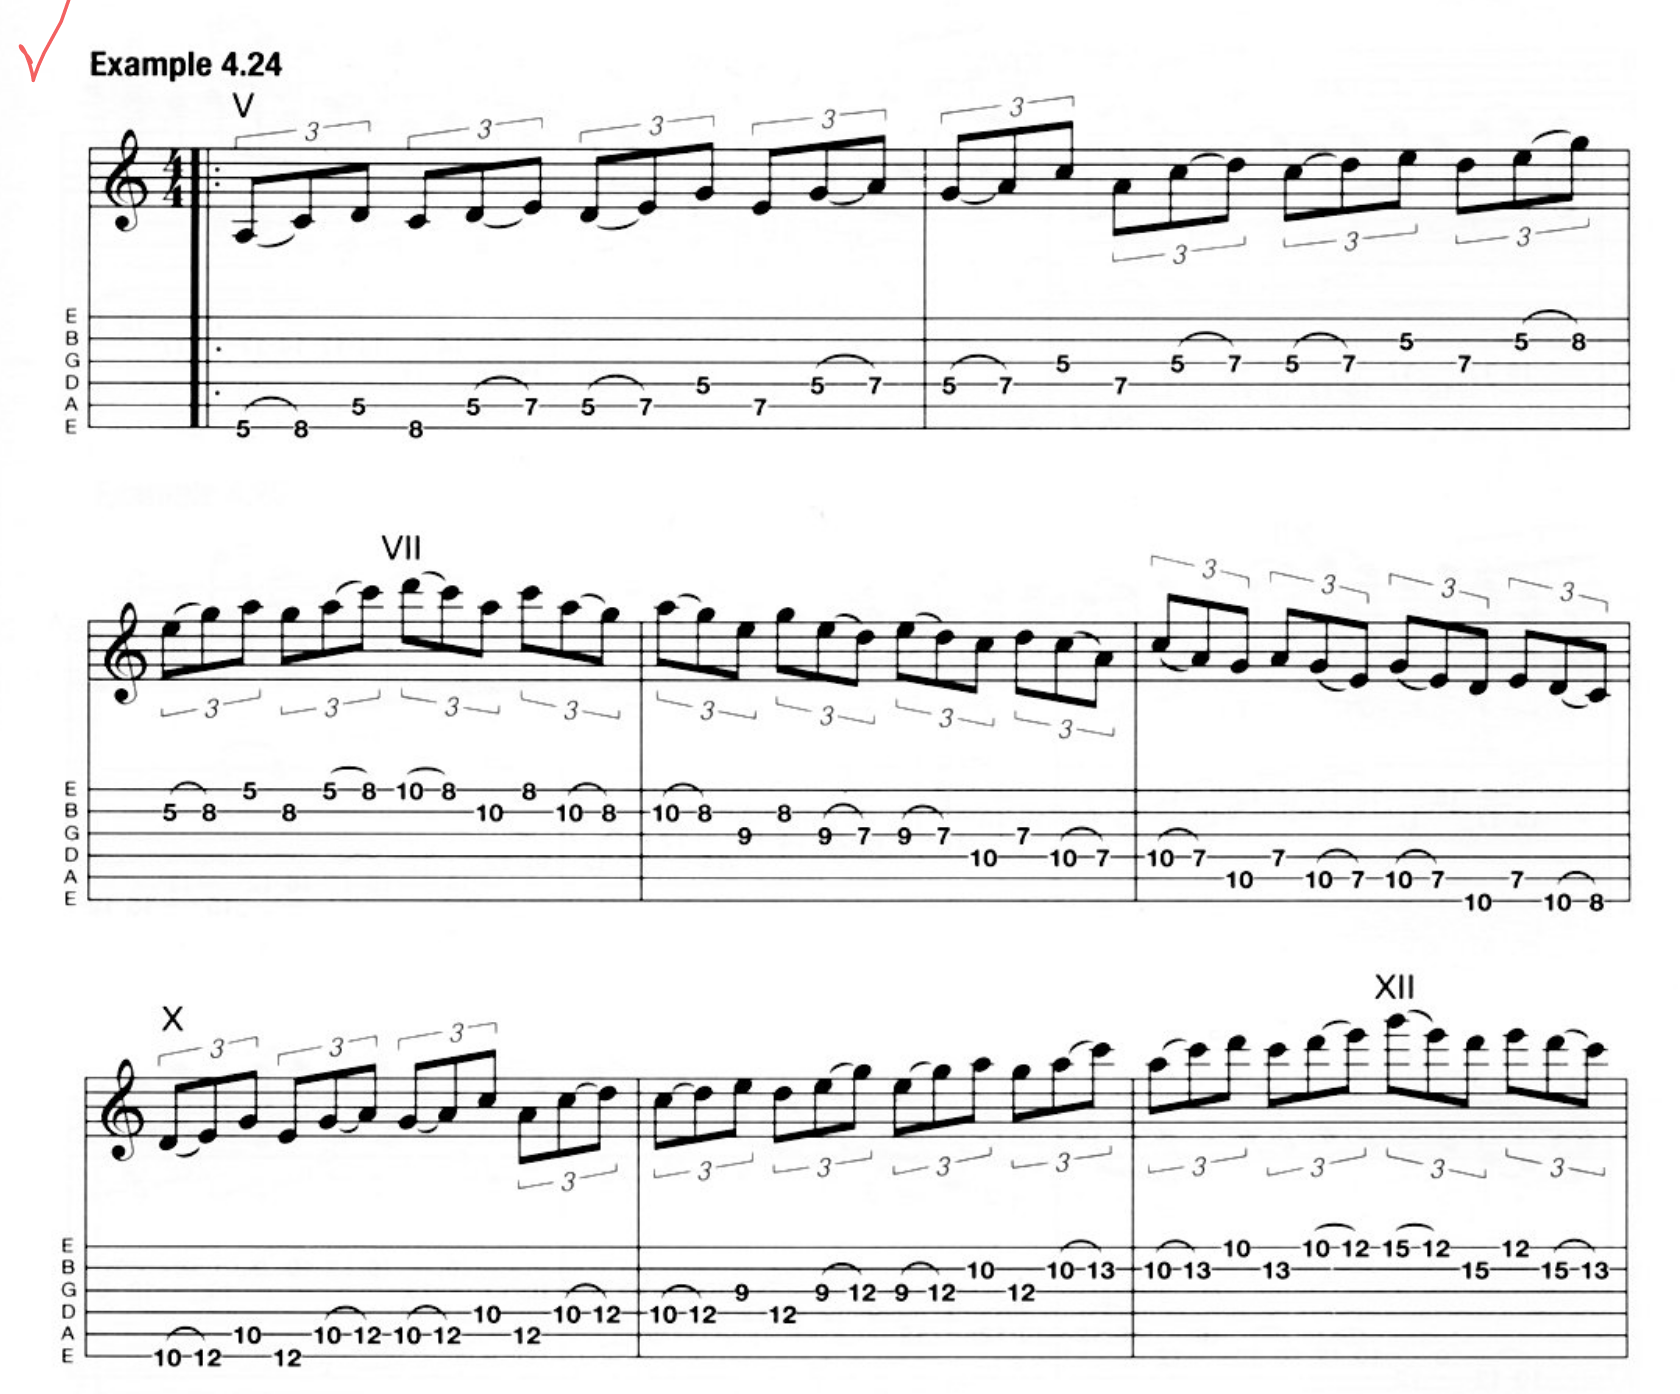 Example 4.24
V
3 3 3 3 3
4
4
3 3 3
E
B 5 5 8
G 5 5 7 5 7 7
D 5 5 7 5 7 7
A 5 5 7 5 7 7
E 5 8 8
VII
3 3 3 3
3 3 3 3 3 3 3 3
E 5 5 8 10 8 8
B 5 8 8 10 10 8 10 8 8
G 9 9 7 9 7 7
D 10 10 7 10 7 7
A 10 10 7 10 7 7
E 10 10 8
XII
X
3 3 3
3 3 3 3 3 3 3 3 3
E 10 10 12 15 12 12
B 10 10 13 10 13 13 15 15 13
G 9 9 12 9 12 12
D 10 10 12 10 12 12
A 10 10 12 10 12 12
E 10 12 12